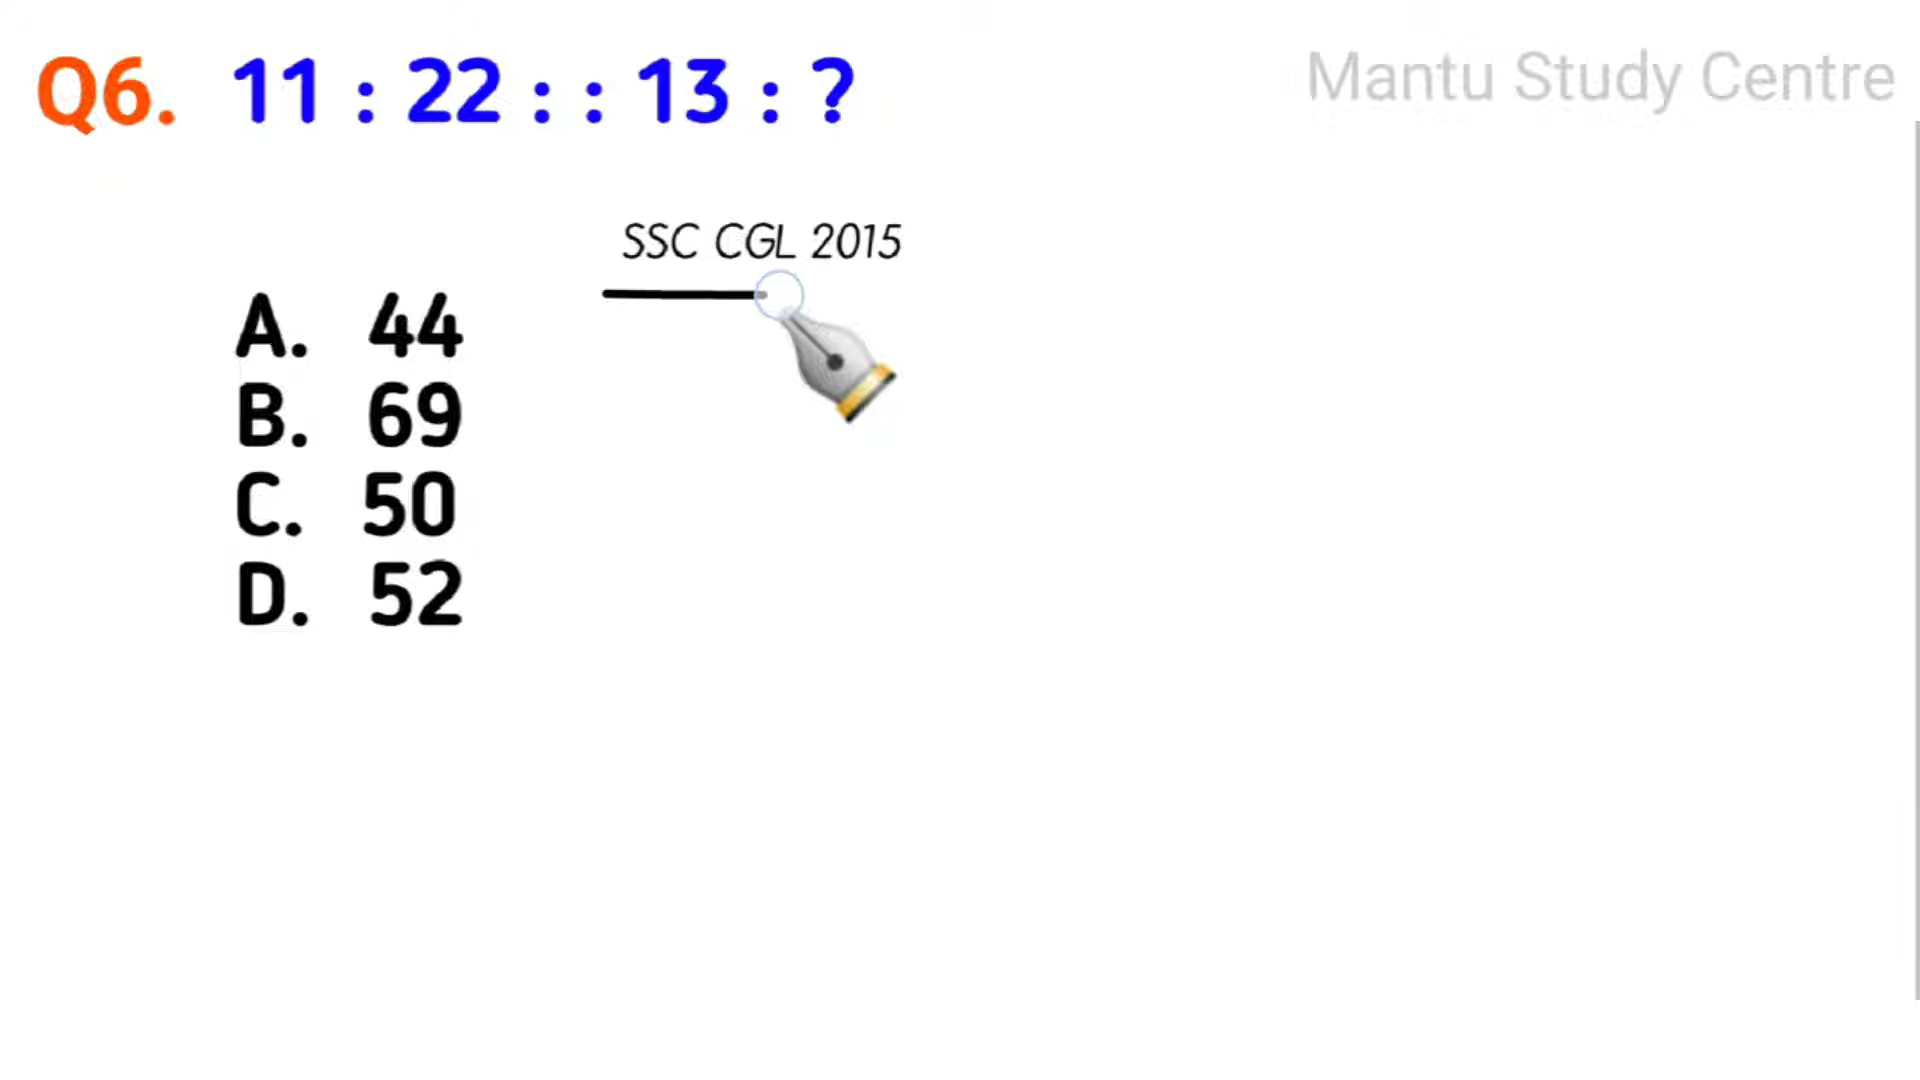 Q6. 11 : 22 : : 13 : ?
Mantu Study Centre
SSC CGL 2015
A. 44
B. 69
C. 50
D. 52